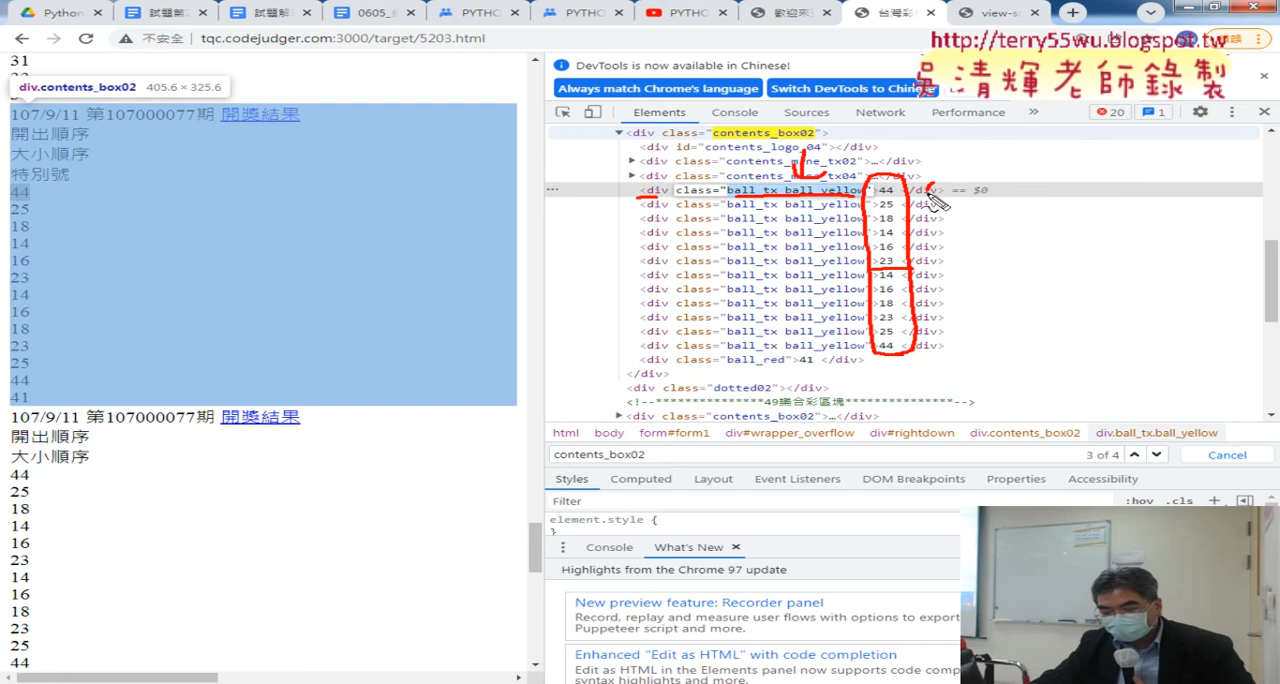 Python
試題第
試題解
0605_
PYTHO
PYTHO
PYTHO
歡迎來
台灣彩
view-s
不安全 | tqc.codejudger.com:3000/target/5203.html
http://terry55wu.blogspot.tw
吳清輝老師錄製
31
div.contents_box02 405.6 × 325.6
107/9/11 第107000077期 開獎結果
開出順序
大小順序
特別號
44
25
18
14
16
23
14
16
18
23
25
44
41
107/9/11 第107000077期 開獎結果
開出順序
大小順序
44
25
18
14
16
23
14
16
18
23
25
44
DevTools is now available in Chinese!
Always match Chrome's language
Switch DevTools to Chinese
Elements Console Sources Network Performance » 20 1
▼<div class="contents_box02">
<div id="contents_logo_04"></div>
▶<div class="contents_mine_tx02">…</div>
▶<div class="contents_mine_tx04">…</div>
<div class="ball_tx ball_yellow">44 </div> == $0
<div class="ball_tx ball_yellow">25 </div>
<div class="ball_tx ball_yellow">18 </div>
<div class="ball_tx ball_yellow">14 </div>
<div class="ball_tx ball_yellow">16 </div>
<div class="ball_tx ball_yellow">23 </div>
<div class="ball_tx ball_yellow">14 </div>
<div class="ball_tx ball_yellow">16 </div>
<div class="ball_tx ball_yellow">18 </div>
<div class="ball_tx ball_yellow">23 </div>
<div class="ball_tx ball_yellow">25 </div>
<div class="ball_tx ball_yellow">44 </div>
<div class="ball_red">41 </div>
</div>
<div class="dotted02"></div>
<!--***************49樂合彩區塊***************-->
▶<div class="contents_box02">…</div>
html body form#form1 div#wrapper_overflow div#rightdown div.contents_box02 div.ball_tx.ball_yellow
contents_box02 3 of 4 Cancel
Styles Computed Layout Event Listeners DOM Breakpoints Properties Accessibility
Filter :hov .cls +
element.style {
}
Console What's New ×
Highlights from the Chrome 97 update
New preview feature: Recorder panel
Record, replay and measure user flows with options to export
Puppeteer script and more.
Enhanced "Edit as HTML" with code completion
Edit as HTML in the Elements panel now supports code comp
syntax highlights and more.